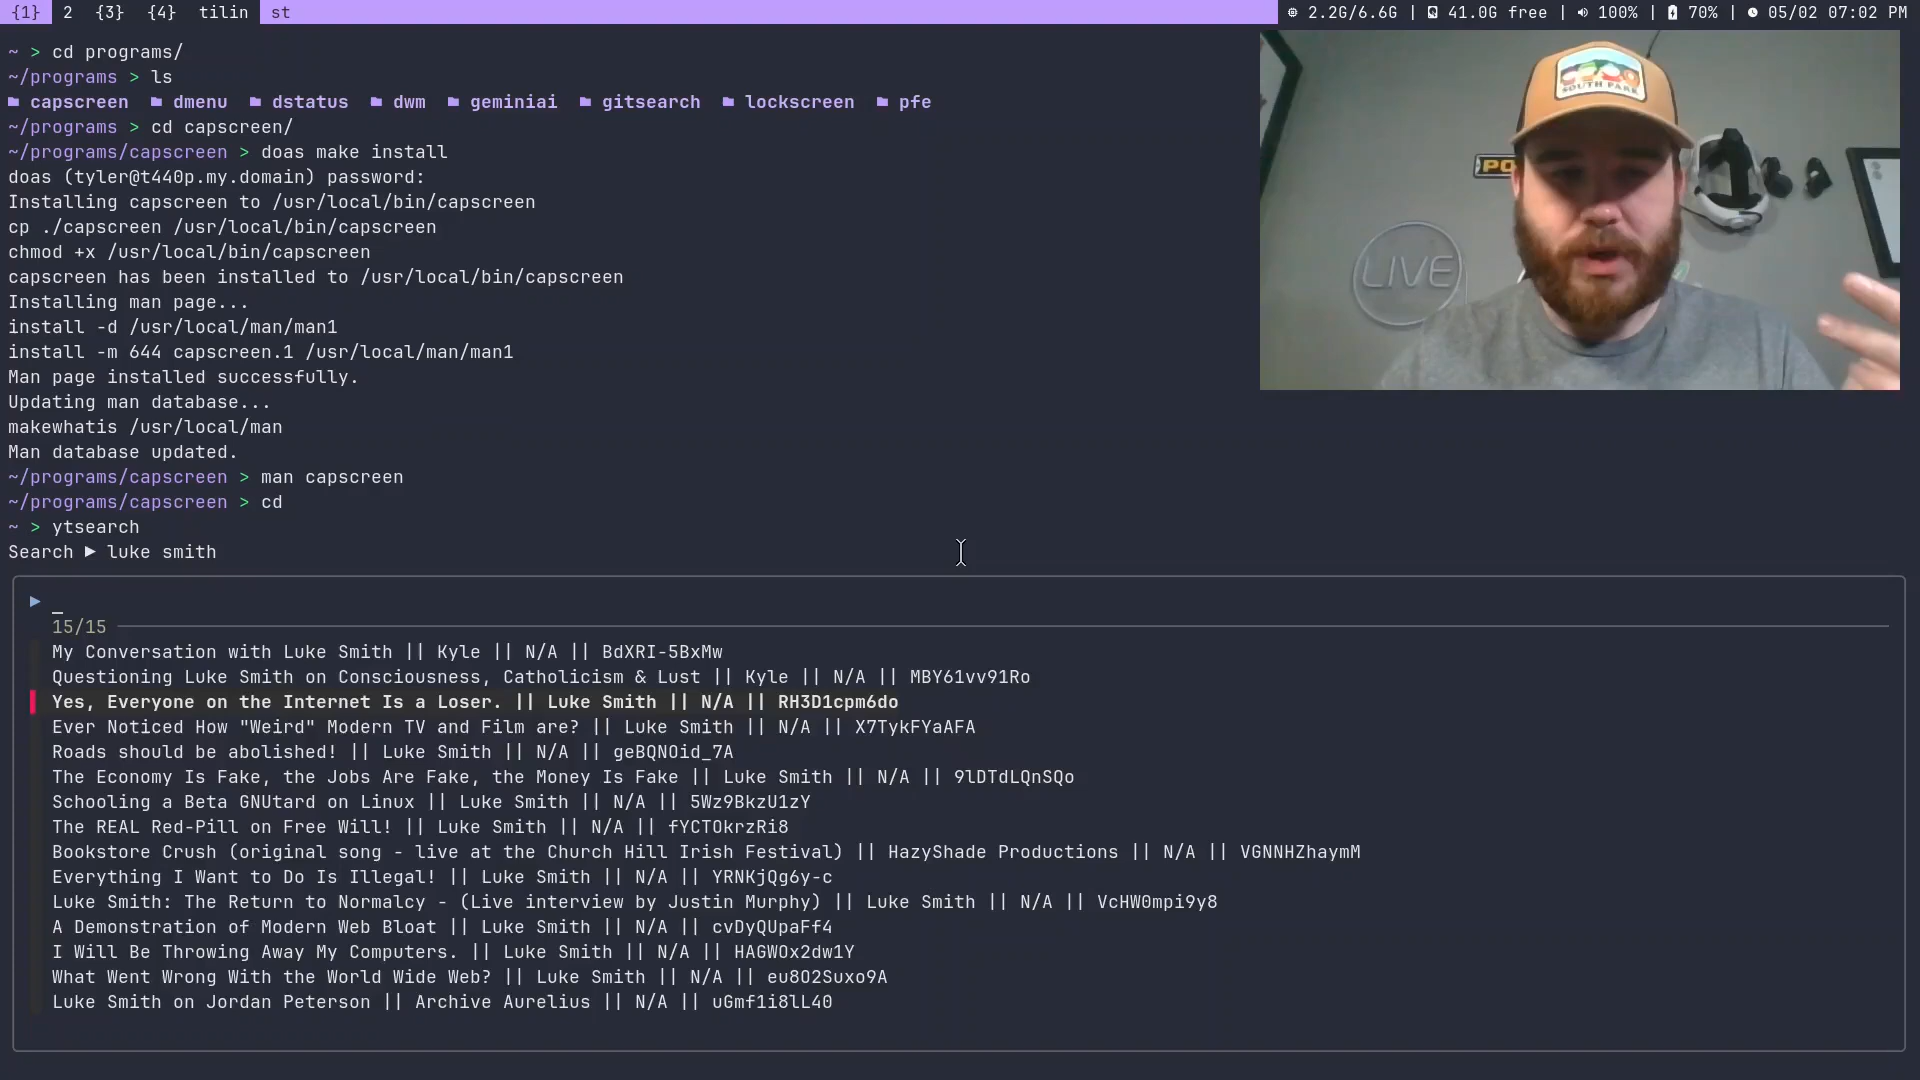 {1} 2 {3} {4} tilin st 2.2G/6.6G | 41.0G free | 100% | 70% | 05/02 07:02 PM
~ > cd programs/
~/programs > ls
capscreen dmenu dstatus dwm geminiai gitsearch lockscreen pfe
~/programs > cd capscreen/
~/programs/capscreen > doas make install
doas (tyler@t440p.my.domain) password:
Installing capscreen to /usr/local/bin/capscreen
cp ./capscreen /usr/local/bin/capscreen
chmod +x /usr/local/bin/capscreen
capscreen has been installed to /usr/local/bin/capscreen
Installing man page...
install -d /usr/local/man/man1
install -m 644 capscreen.1 /usr/local/man/man1
Man page installed successfully.
Updating man database...
makewhatis /usr/local/man
Man database updated.
~/programs/capscreen > man capscreen
~/programs/capscreen > cd
~ > ytsearch
Search ► luke smith
SOUTH PARK
PO
LIVE
► _
15/15
My Conversation with Luke Smith || Kyle || N/A || BdXRI-5BxMw
Questioning Luke Smith on Consciousness, Catholicism & Lust || Kyle || N/A || MBY61vv91Ro
Yes, Everyone on the Internet Is a Loser. || Luke Smith || N/A || RH3D1cpm6do
Ever Noticed How "Weird" Modern TV and Film are? || Luke Smith || N/A || X7TykFYaAFA
Roads should be abolished! || Luke Smith || N/A || geBQNOid_7A
The Economy Is Fake, the Jobs Are Fake, the Money Is Fake || Luke Smith || N/A || 9lDTdLQnSQo
Schooling a Beta GNUtard on Linux || Luke Smith || N/A || 5Wz9BkzU1zY
The REAL Red-Pill on Free Will! || Luke Smith || N/A || fYCTOkrzRi8
Bookstore Crush (original song - live at the Church Hill Irish Festival) || HazyShade Productions || N/A || VGNNHZhaymM
Everything I Want to Do Is Illegal! || Luke Smith || N/A || YRNKjQg6y-c
Luke Smith: The Return to Normalcy - (Live interview by Justin Murphy) || Luke Smith || N/A || VcHW0mpi9y8
A Demonstration of Modern Web Bloat || Luke Smith || N/A || cvDyQUpaFf4
I Will Be Throwing Away My Computers. || Luke Smith || N/A || HAGWOx2dw1Y
What Went Wrong With the World Wide Web? || Luke Smith || N/A || eu8O2Suxo9A
Luke Smith on Jordan Peterson || Archive Aurelius || N/A || uGmf1i8lL40